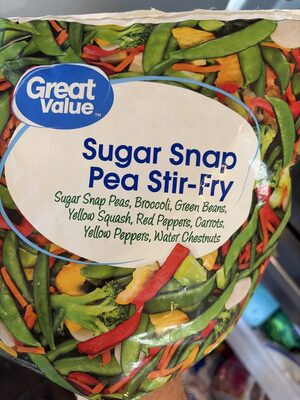 Great
Value™
Sugar Snap
Pea Stir-Fry
Sugar Snap Peas, Broccoli, Green Beans,
Yellow Squash, Red Peppers, Carrots,
Yellow Peppers, Water Chestnuts